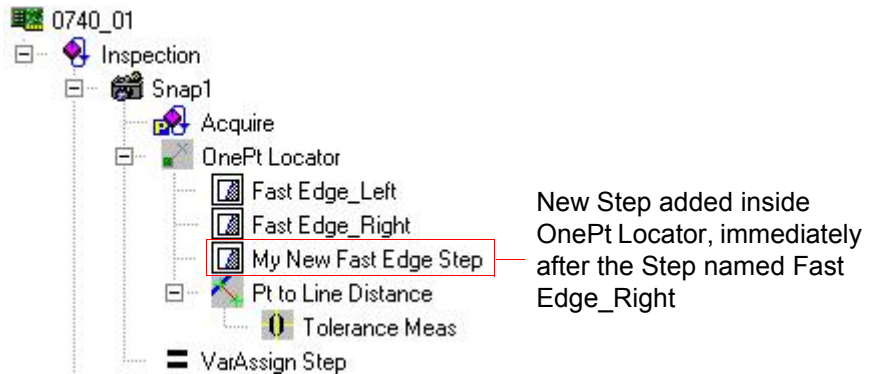 0740_01
Inspection
Snap1
Acquire
OnePt Locator
Fast Edge_Left
Fast Edge_Right
My New Fast Edge Step
Pt to Line Distance
Tolerance Meas
VarAssign Step
New Step added inside
OnePt Locator, immediately
after the Step named Fast
Edge_Right